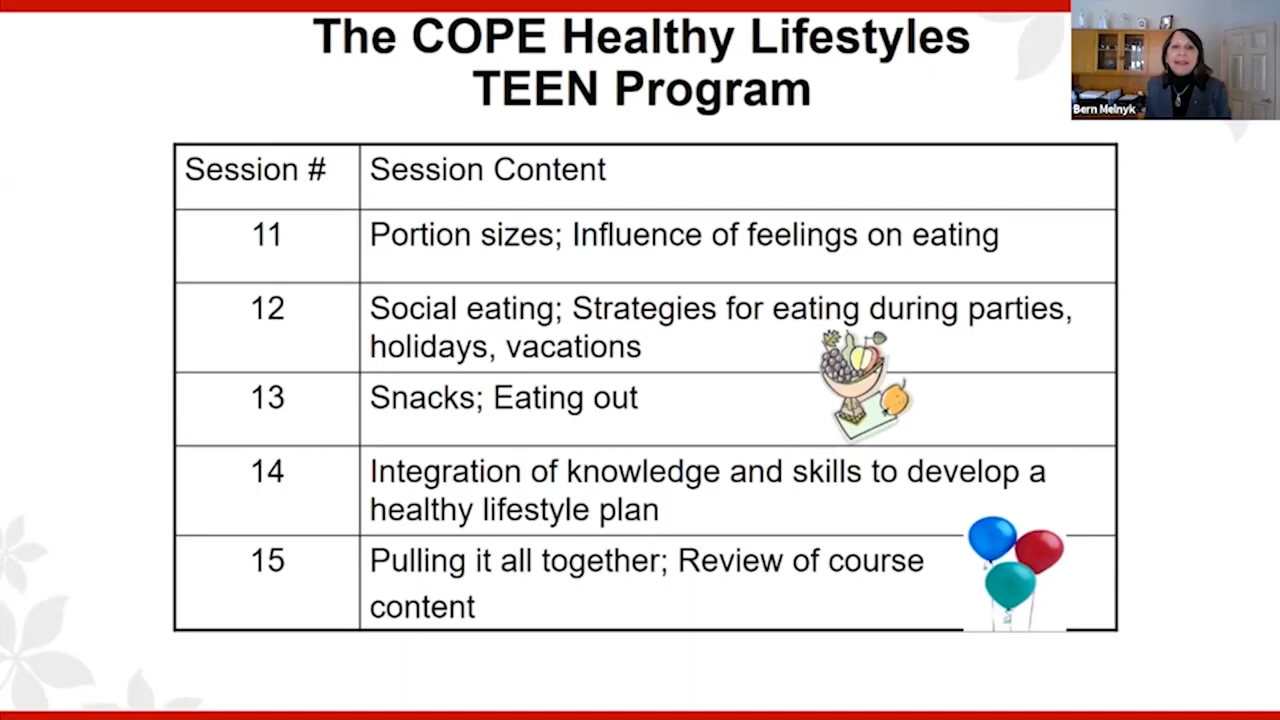 The COPE Healthy Lifestyles
TEEN Program
Bern Melnyk
Session #
Session Content
11
Portion sizes; Influence of feelings on eating
12
Social eating; Strategies for eating during parties,
holidays, vacations
13
Snacks; Eating out
14
Integration of knowledge and skills to develop a
healthy lifestyle plan
15
Pulling it all together; Review of course
content